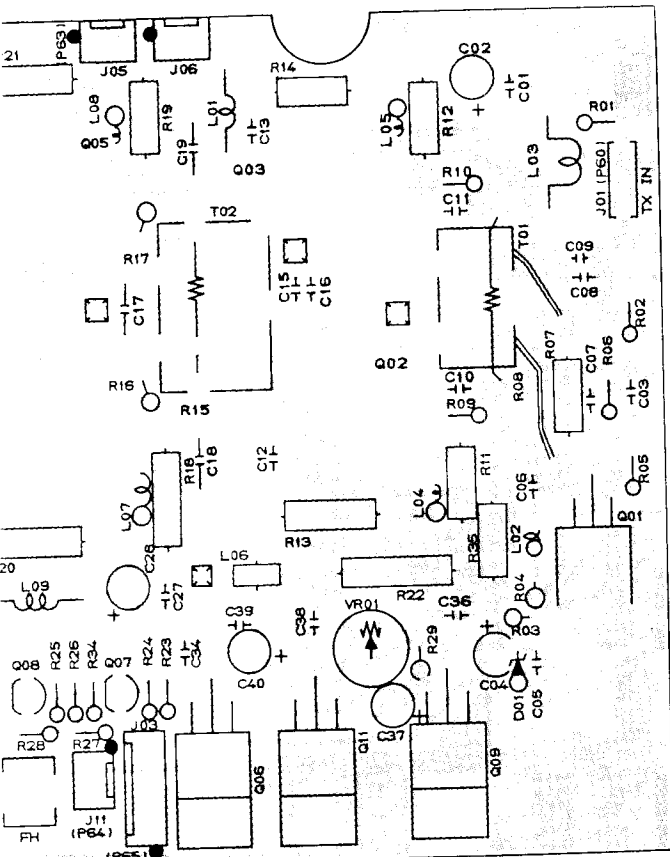 (P63)
J05
J06
21
L08
Q05
R19
L01
C13
C19
Q03
R14
C02
C01
L05
R12
R01
L03
J01 (P60)
TX IN
R10
C11
T02
R17
T01
C09
C08
C15
C16
C17
R02
Q02
R07
C07
R06
C03
R16
R15
C10
R09
R08
R18
C18
C12
L07
L04
R11
C06
R05
Q01
R13
R35
L02
20
L09
C28
C27
L06
R22
R04
C39
C38
VR01
C36
R29
R03
Q08
R25
R26
R34
Q07
R24
R23
C34
C40
C04
D01
C05
C37
R28
R27
J03
Q06
Q11
Q09
FH
J11
(P64)
(P65)